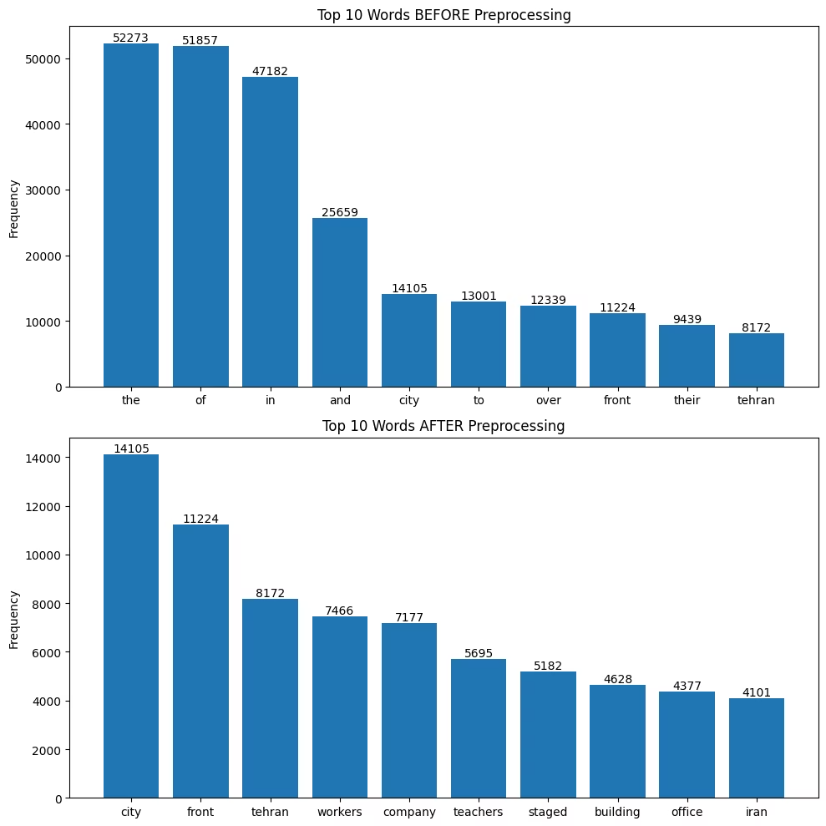 Top 10 Words BEFORE Preprocessing
52273 51857 47182 25659 14105 13001 12339 11224 9439 8172
Frequency
50000
40000
30000
20000
10000
0
the of in and city to over front their tehran
Top 10 Words AFTER Preprocessing
14105 11224 8172 7466 7177 5695 5182 4628 4377 4101
Frequency
14000
12000
10000
8000
6000
4000
2000
0
city front tehran workers company teachers staged building office iran